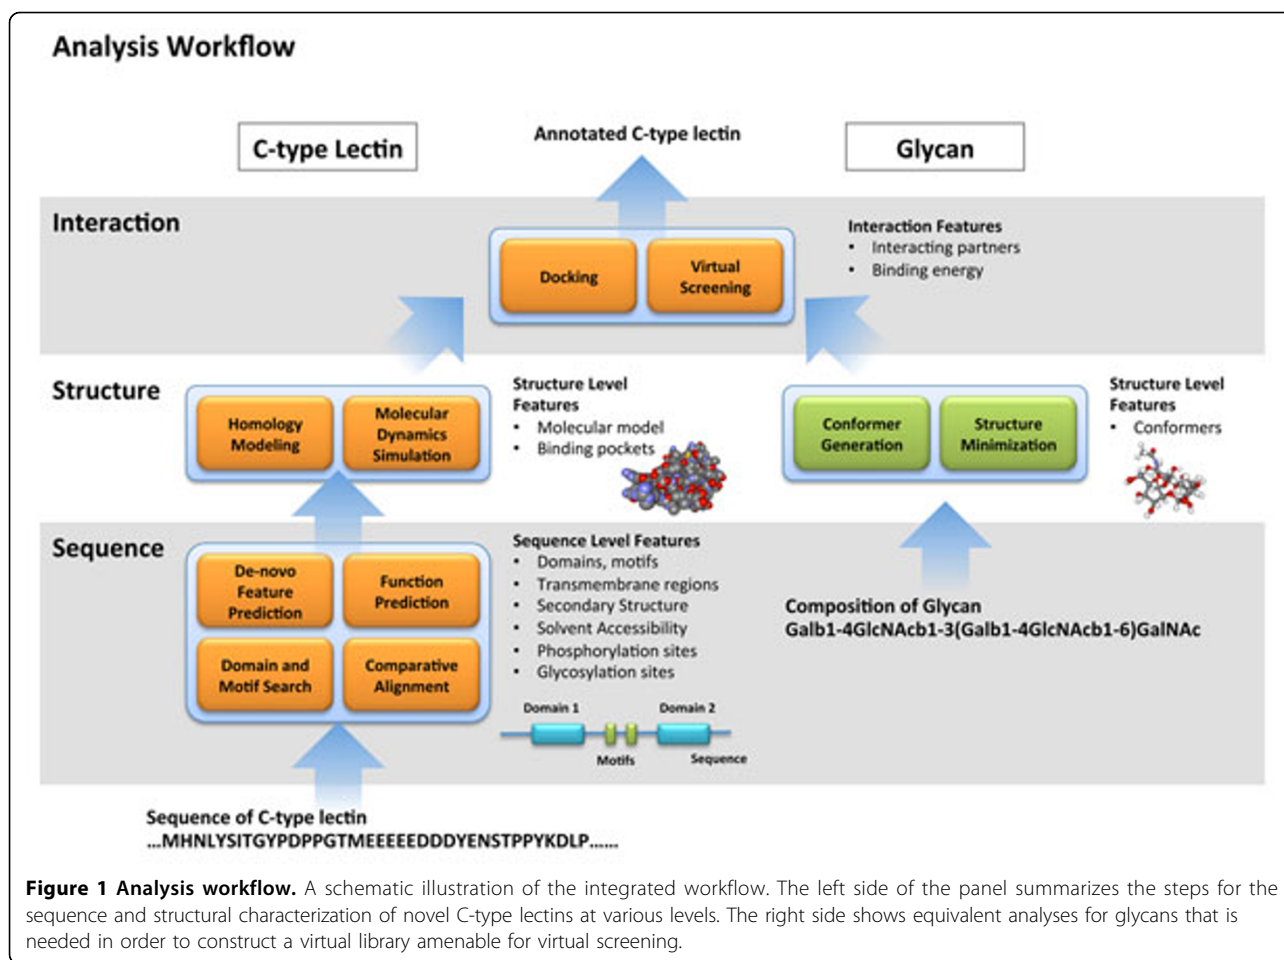 Analysis Workflow
C-type Lectin
Annotated C-type lectin
Glycan
Interaction
Docking
Virtual
Screening
Interaction Features
• Interacting partners
• Binding energy
Structure
Homology
Modeling
Molecular
Dynamics
Simulation
Structure Level
Features
• Molecular model
• Binding pockets
Conformer
Generation
Structure
Minimization
Structure Level
Features
• Conformers
Sequence
De-novo
Feature
Prediction
Function
Prediction
Domain and
Motif Search
Comparative
Alignment
Sequence Level Features
• Domains, motifs
• Transmembrane regions
• Secondary Structure
• Solvent Accessibility
• Phosphorylation sites
• Glycosylation sites
Domain 1
Domain 2
Motifs
Sequence
Composition of Glycan
Galb1-4GlcNAcb1-3(Galb1-4GlcNAcb1-6)GalNAc
Sequence of C-type lectin
...MHNLYSITGYPDPPGTMEEEEEDDDYENSTPPYKDLP......
Figure 1 Analysis workflow. A schematic illustration of the integrated workflow. The left side of the panel summarizes the steps for the
sequence and structural characterization of novel C-type lectins at various levels. The right side shows equivalent analyses for glycans that is
needed in order to construct a virtual library amenable for virtual screening.